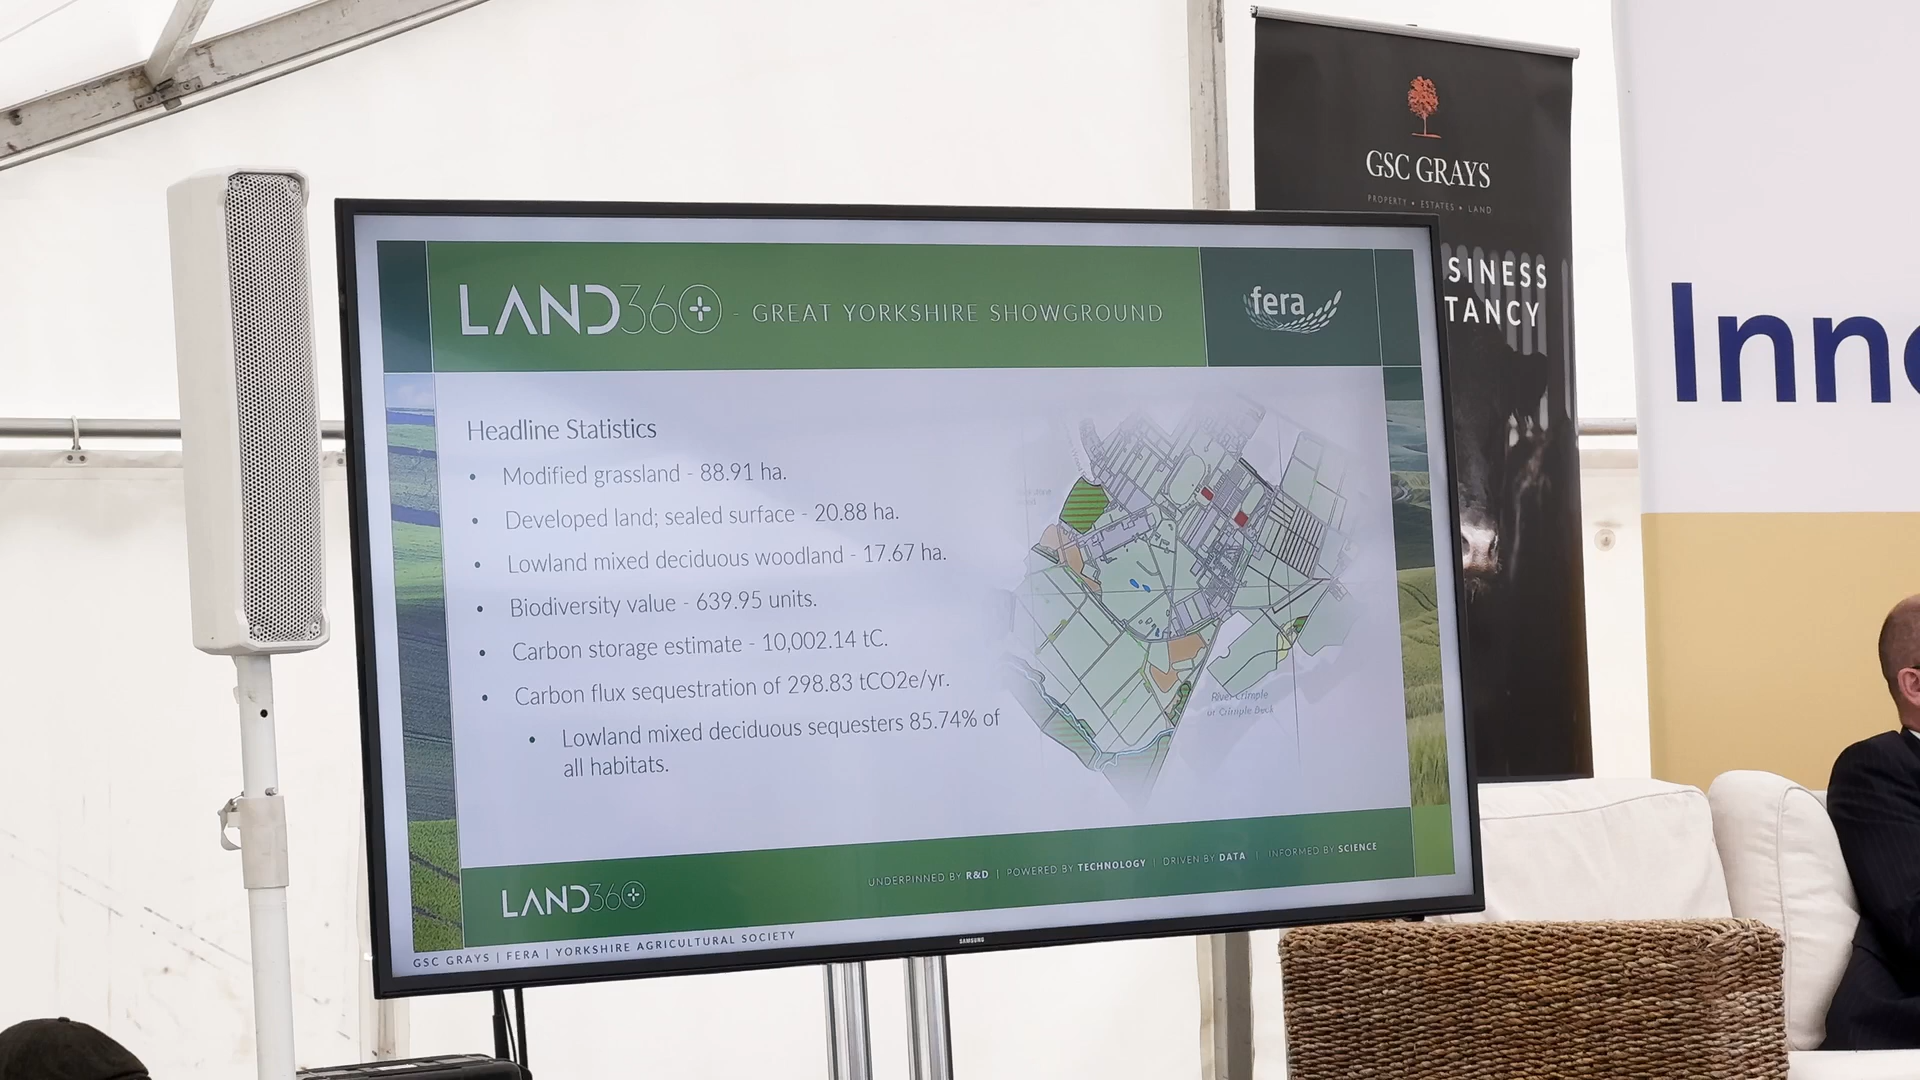 GSC GRAYS
PROPERTY • ESTATES • LAND
SINESS
TANCY
Inno
LAND360 - GREAT YORKSHIRE SHOWGROUND
fera
Headline Statistics
• Modified grassland - 88.91 ha.
• Developed land; sealed surface - 20.88 ha.
• Lowland mixed deciduous woodland - 17.67 ha.
• Biodiversity value - 639.95 units.
• Carbon storage estimate - 10,002.14 tC.
• Carbon flux sequestration of 298.83 tCO2e/yr.
• Lowland mixed deciduous sequesters 85.74% of
all habitats.
River Crimple
or Crimple Beck
LAND360
UNDERPINNED BY R&D | POWERED BY TECHNOLOGY | DRIVEN BY DATA | INFORMED BY SCIENCE
GSC GRAYS | FERA | YORKSHIRE AGRICULTURAL SOCIETY
SAMSUNG